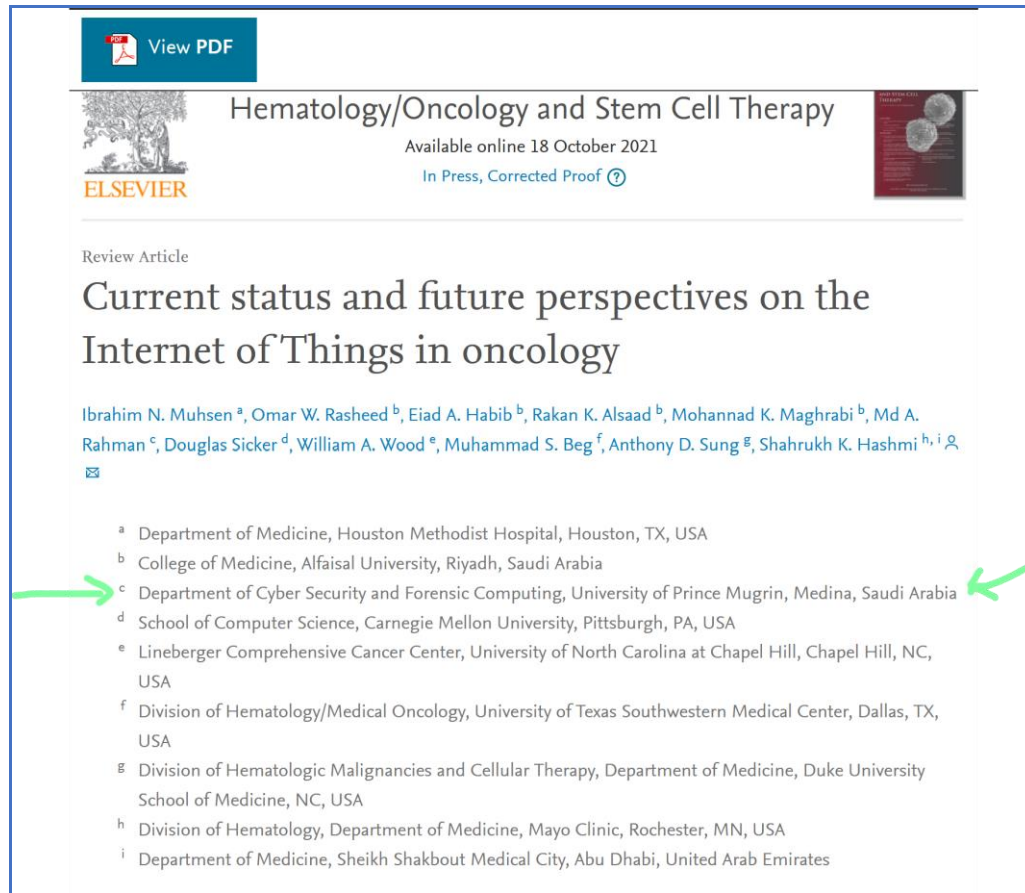 View PDF
Hematology/Oncology and Stem Cell Therapy
Available online 18 October 2021
In Press, Corrected Proof ?
ELSEVIER
AND STEM CELL
THERAPY
Review Article
Current status and future perspectives on the
Internet of Things in oncology
Ibrahim N. Muhsen a, Omar W. Rasheed b, Eiad A. Habib b, Rakan K. Alsaad b, Mohannad K. Maghrabi b, Md A.
Rahman c, Douglas Sicker d, William A. Wood e, Muhammad S. Beg f, Anthony D. Sung g, Shahrukh K. Hashmi h, i
a Department of Medicine, Houston Methodist Hospital, Houston, TX, USA
b College of Medicine, Alfaisal University, Riyadh, Saudi Arabia
c Department of Cyber Security and Forensic Computing, University of Prince Mugrin, Medina, Saudi Arabia
d School of Computer Science, Carnegie Mellon University, Pittsburgh, PA, USA
e Lineberger Comprehensive Cancer Center, University of North Carolina at Chapel Hill, Chapel Hill, NC,
USA
f Division of Hematology/Medical Oncology, University of Texas Southwestern Medical Center, Dallas, TX,
USA
g Division of Hematologic Malignancies and Cellular Therapy, Department of Medicine, Duke University
School of Medicine, NC, USA
h Division of Hematology, Department of Medicine, Mayo Clinic, Rochester, MN, USA
i Department of Medicine, Sheikh Shakbout Medical City, Abu Dhabi, United Arab Emirates